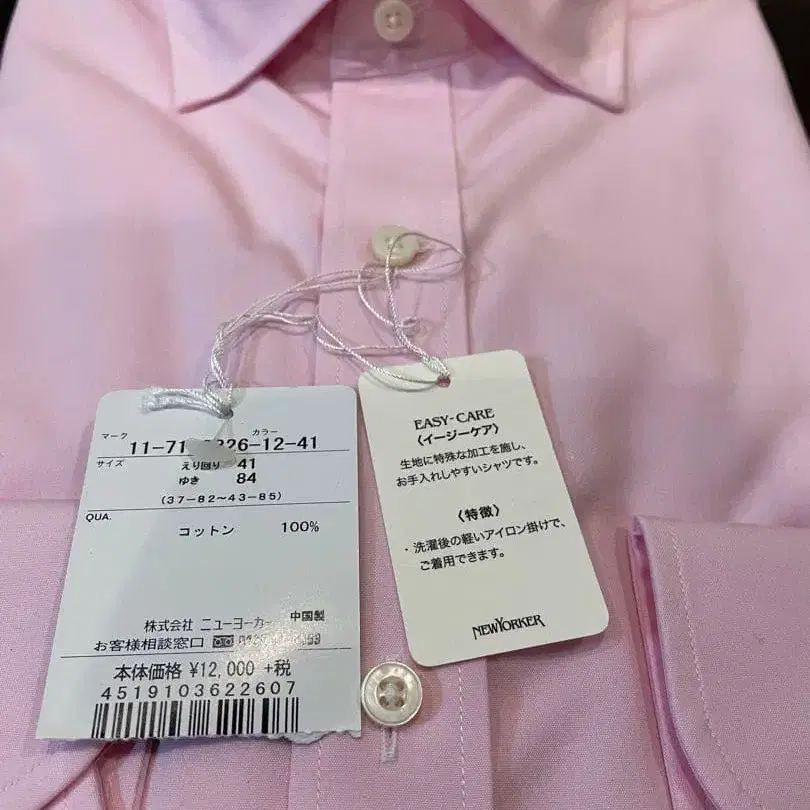 マーク カラー
11-71 226-12-41
サイズ えり回り 41
ゆき 84
(37-82~43-85)
QUA.
コットン 100%
株式会社 ニューヨーカー 中国製
お客様相談窓口
本体価格 ¥12,000 +税
4519103622607
EASY-CARE
〈イージーケア〉
生地に特殊な加工を施し、
お手入れしやすいシャツです。
〈特徴〉
・洗濯後の軽いアイロン掛けで、
ご着用できます。
NEWYORKER